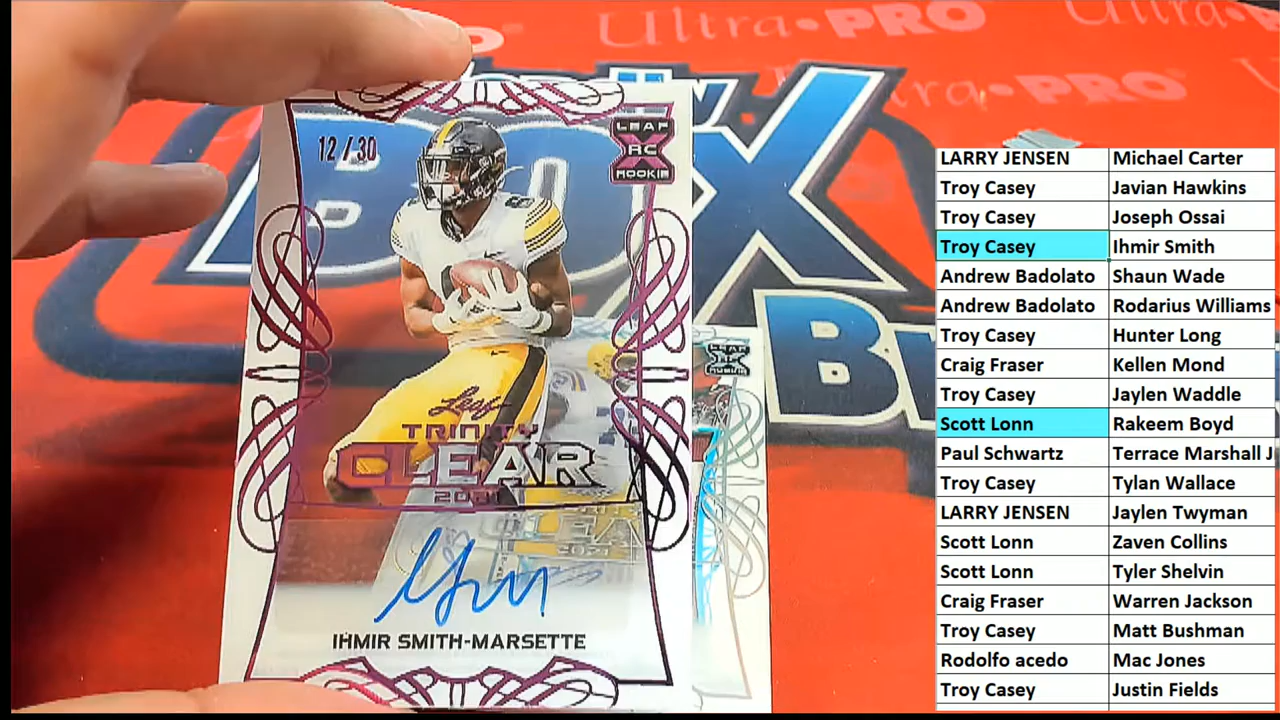 Ultra•PRO
12/30
LEAF
RC
ROOKIE
BOX
Leaf
TRINITY
CLEAR
2021
IHMIR SMITH-MARSETTE
LARRY JENSEN Michael Carter
Troy Casey Javian Hawkins
Troy Casey Joseph Ossai
Troy Casey Ihmir Smith
Andrew Badolato Shaun Wade
Andrew Badolato Rodarius Williams
Troy Casey Hunter Long
Craig Fraser Kellen Mond
Troy Casey Jaylen Waddle
Scott Lonn Rakeem Boyd
Paul Schwartz Terrace Marshall J
Troy Casey Tylan Wallace
LARRY JENSEN Jaylen Twyman
Scott Lonn Zaven Collins
Scott Lonn Tyler Shelvin
Craig Fraser Warren Jackson
Troy Casey Matt Bushman
Rodolfo acedo Mac Jones
Troy Casey Justin Fields